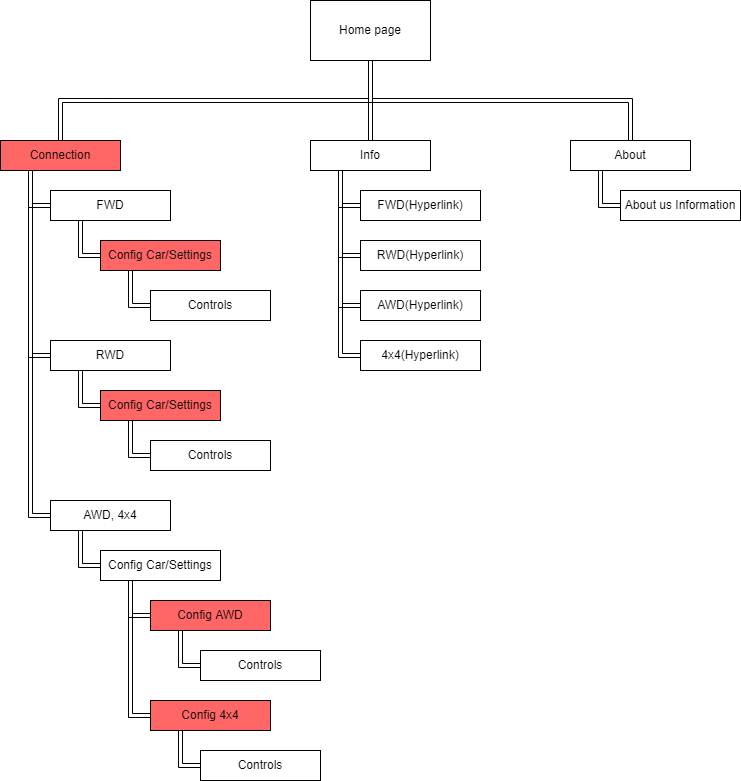 Home page
Connection
Info
About
FWD
FWD(Hyperlink)
About us Information
Config Car/Settings
RWD(Hyperlink)
Controls
AWD(Hyperlink)
RWD
4x4(Hyperlink)
Config Car/Settings
Controls
AWD, 4x4
Config Car/Settings
Config AWD
Controls
Config 4x4
Controls